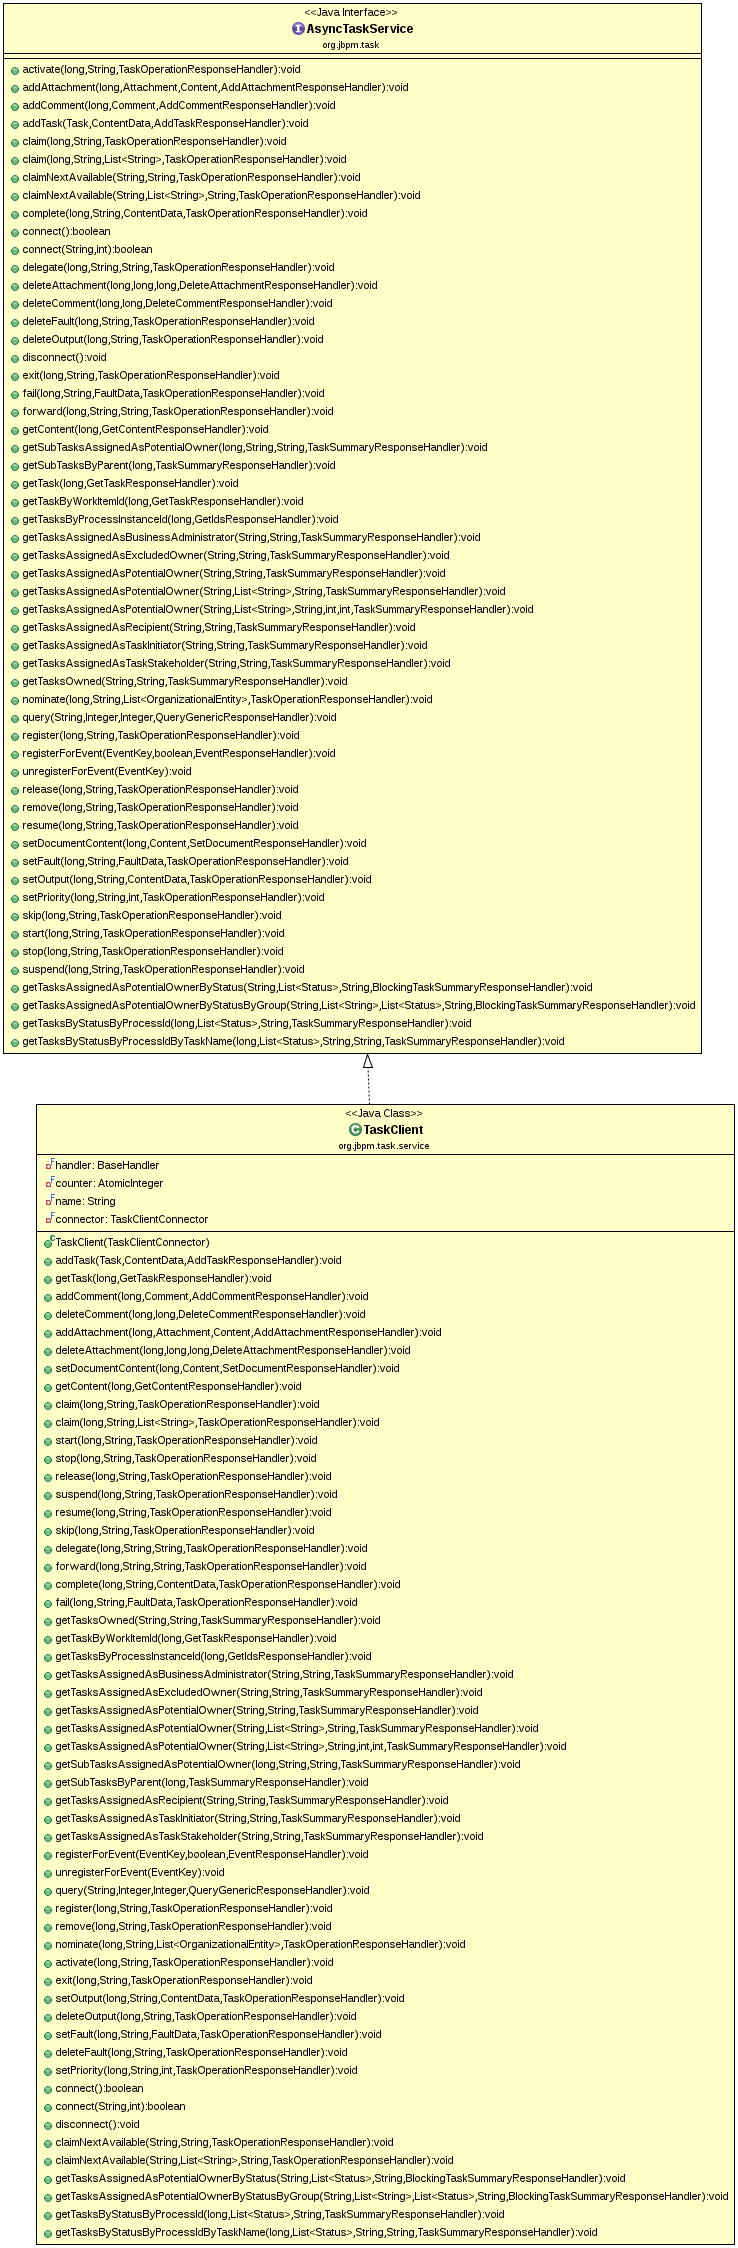 <<Java Interface>>
AsyncTaskService
org.jbpm.task
activate(long,String,TaskOperationResponseHandler):void
addAttachment(long,Attachment,Content,AddAttachmentResponseHandler):void
addComment(long,Comment,AddCommentResponseHandler):void
addTask(Task,ContentData,AddTaskResponseHandler):void
claim(long,String,TaskOperationResponseHandler):void
claim(long,String,List<String>,TaskOperationResponseHandler):void
claimNextAvailable(String,String,TaskOperationResponseHandler):void
claimNextAvailable(String,List<String>,String,TaskOperationResponseHandler):void
complete(long,String,ContentData,TaskOperationResponseHandler):void
connect():boolean
connect(String,int):boolean
delegate(long,String,String,TaskOperationResponseHandler):void
deleteAttachment(long,long,long,DeleteAttachmentResponseHandler):void
deleteComment(long,long,DeleteCommentResponseHandler):void
deleteFault(long,String,TaskOperationResponseHandler):void
deleteOutput(long,String,TaskOperationResponseHandler):void
disconnect():void
exit(long,String,TaskOperationResponseHandler):void
fail(long,String,FaultData,TaskOperationResponseHandler):void
forward(long,String,String,TaskOperationResponseHandler):void
getContent(long,GetContentResponseHandler):void
getSubTasksAssignedAsPotentialOwner(long,String,String,TaskSummaryResponseHandler):void
getSubTasksByParent(long,TaskSummaryResponseHandler):void
getTask(long,GetTaskResponseHandler):void
getTaskByWorkItemId(long,GetTaskResponseHandler):void
getTasksByProcessInstanceId(long,GetIdsResponseHandler):void
getTasksAssignedAsBusinessAdministrator(String,String,TaskSummaryResponseHandler):void
getTasksAssignedAsExcludedOwner(String,String,TaskSummaryResponseHandler):void
getTasksAssignedAsPotentialOwner(String,String,TaskSummaryResponseHandler):void
getTasksAssignedAsPotentialOwner(String,List<String>,String,TaskSummaryResponseHandler):void
getTasksAssignedAsPotentialOwner(String,List<String>,String,int,int,TaskSummaryResponseHandler):void
getTasksAssignedAsRecipient(String,String,TaskSummaryResponseHandler):void
getTasksAssignedAsTaskInitiator(String,String,TaskSummaryResponseHandler):void
getTasksAssignedAsTaskStakeholder(String,String,TaskSummaryResponseHandler):void
getTasksOwned(String,String,TaskSummaryResponseHandler):void
nominate(long,String,List<OrganizationalEntity>,TaskOperationResponseHandler):void
query(String,Integer,Integer,QueryGenericResponseHandler):void
register(long,String,TaskOperationResponseHandler):void
registerForEvent(EventKey,boolean,EventResponseHandler):void
unregisterForEvent(EventKey):void
release(long,String,TaskOperationResponseHandler):void
remove(long,String,TaskOperationResponseHandler):void
resume(long,String,TaskOperationResponseHandler):void
setDocumentContent(long,Content,SetDocumentResponseHandler):void
setFault(long,String,FaultData,TaskOperationResponseHandler):void
setOutput(long,String,ContentData,TaskOperationResponseHandler):void
setPriority(long,String,int,TaskOperationResponseHandler):void
skip(long,String,TaskOperationResponseHandler):void
start(long,String,TaskOperationResponseHandler):void
stop(long,String,TaskOperationResponseHandler):void
suspend(long,String,TaskOperationResponseHandler):void
getTasksAssignedAsPotentialOwnerByStatus(String,List<Status>,String,BlockingTaskSummaryResponseHandler):void
getTasksAssignedAsPotentialOwnerByStatusByGroup(String,List<String>,List<Status>,String,BlockingTaskSummaryResponseHandler):void
getTasksByStatusByProcessId(long,List<Status>,String,TaskSummaryResponseHandler):void
getTasksByStatusByProcessIdByTaskName(long,List<Status>,String,String,TaskSummaryResponseHandler):void
<<Java Class>>
TaskClient
org.jbpm.task.service
handler: BaseHandler
counter: AtomicInteger
name: String
connector: TaskClientConnector
TaskClient(TaskClientConnector)
addTask(Task,ContentData,AddTaskResponseHandler):void
getTask(long,GetTaskResponseHandler):void
addComment(long,Comment,AddCommentResponseHandler):void
deleteComment(long,long,DeleteCommentResponseHandler):void
addAttachment(long,Attachment,Content,AddAttachmentResponseHandler):void
deleteAttachment(long,long,long,DeleteAttachmentResponseHandler):void
setDocumentContent(long,Content,SetDocumentResponseHandler):void
getContent(long,GetContentResponseHandler):void
claim(long,String,TaskOperationResponseHandler):void
claim(long,String,List<String>,TaskOperationResponseHandler):void
start(long,String,TaskOperationResponseHandler):void
stop(long,String,TaskOperationResponseHandler):void
release(long,String,TaskOperationResponseHandler):void
suspend(long,String,TaskOperationResponseHandler):void
resume(long,String,TaskOperationResponseHandler):void
skip(long,String,TaskOperationResponseHandler):void
delegate(long,String,String,TaskOperationResponseHandler):void
forward(long,String,String,TaskOperationResponseHandler):void
complete(long,String,ContentData,TaskOperationResponseHandler):void
fail(long,String,FaultData,TaskOperationResponseHandler):void
getTasksOwned(String,String,TaskSummaryResponseHandler):void
getTaskByWorkItemId(long,GetTaskResponseHandler):void
getTasksByProcessInstanceId(long,GetIdsResponseHandler):void
getTasksAssignedAsBusinessAdministrator(String,String,TaskSummaryResponseHandler):void
getTasksAssignedAsExcludedOwner(String,String,TaskSummaryResponseHandler):void
getTasksAssignedAsPotentialOwner(String,String,TaskSummaryResponseHandler):void
getTasksAssignedAsPotentialOwner(String,List<String>,String,TaskSummaryResponseHandler):void
getTasksAssignedAsPotentialOwner(String,List<String>,String,int,int,TaskSummaryResponseHandler):void
getSubTasksAssignedAsPotentialOwner(long,String,String,TaskSummaryResponseHandler):void
getSubTasksByParent(long,TaskSummaryResponseHandler):void
getTasksAssignedAsRecipient(String,String,TaskSummaryResponseHandler):void
getTasksAssignedAsTaskInitiator(String,String,TaskSummaryResponseHandler):void
getTasksAssignedAsTaskStakeholder(String,String,TaskSummaryResponseHandler):void
registerForEvent(EventKey,boolean,EventResponseHandler):void
unregisterForEvent(EventKey):void
query(String,Integer,Integer,QueryGenericResponseHandler):void
register(long,String,TaskOperationResponseHandler):void
remove(long,String,TaskOperationResponseHandler):void
nominate(long,String,List<OrganizationalEntity>,TaskOperationResponseHandler):void
activate(long,String,TaskOperationResponseHandler):void
exit(long,String,TaskOperationResponseHandler):void
setOutput(long,String,ContentData,TaskOperationResponseHandler):void
deleteOutput(long,String,TaskOperationResponseHandler):void
setFault(long,String,FaultData,TaskOperationResponseHandler):void
deleteFault(long,String,TaskOperationResponseHandler):void
setPriority(long,String,int,TaskOperationResponseHandler):void
connect():boolean
connect(String,int):boolean
disconnect():void
claimNextAvailable(String,String,TaskOperationResponseHandler):void
claimNextAvailable(String,List<String>,String,TaskOperationResponseHandler):void
getTasksAssignedAsPotentialOwnerByStatus(String,List<Status>,String,BlockingTaskSummaryResponseHandler):void
getTasksAssignedAsPotentialOwnerByStatusByGroup(String,List<String>,List<Status>,String,BlockingTaskSummaryResponseHandler):void
getTasksByStatusByProcessId(long,List<Status>,String,TaskSummaryResponseHandler):void
getTasksByStatusByProcessIdByTaskName(long,List<Status>,String,String,TaskSummaryResponseHandler):void